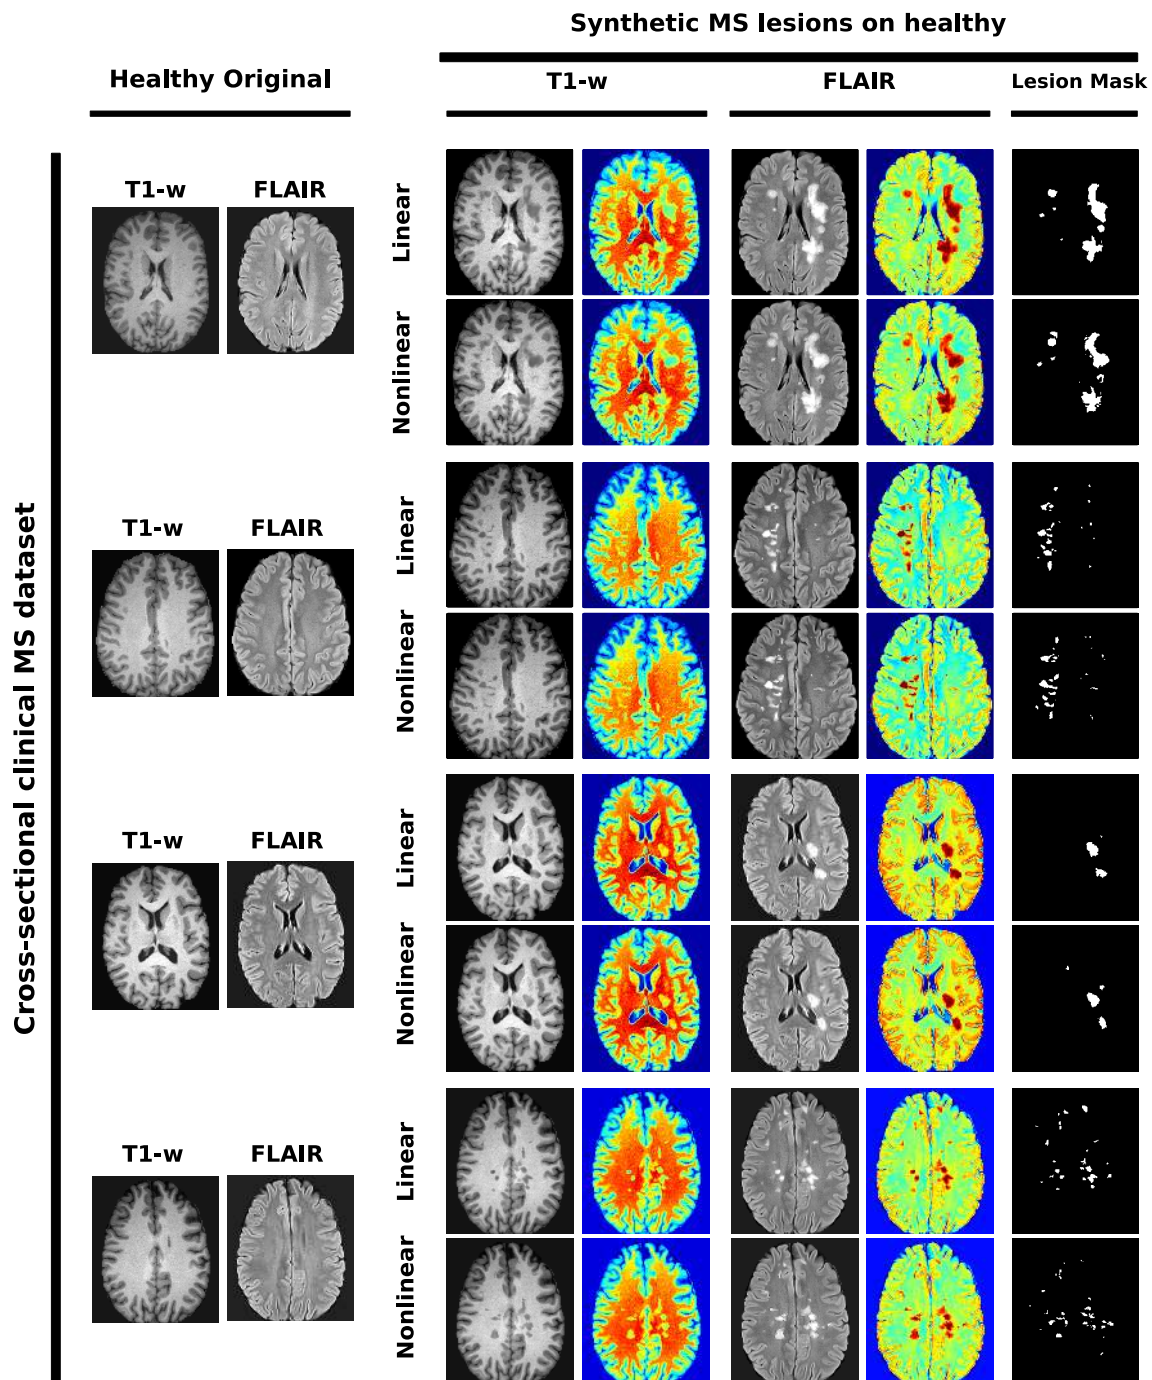 Synthetic MS lesions on healthy
Healthy Original
T1-w FLAIR Lesion Mask
Cross-sectional clinical MS dataset
T1-w FLAIR
Linear
Nonlinear
T1-w FLAIR
Linear
Nonlinear
T1-w FLAIR
Linear
Nonlinear
T1-w FLAIR
Linear
Nonlinear